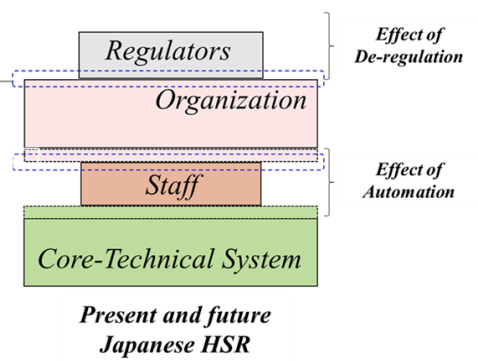 Regulators
Effect of
De-regulation
Organization
Staff
Effect of
Automation
Core-Technical System
Present and future
Japanese HSR